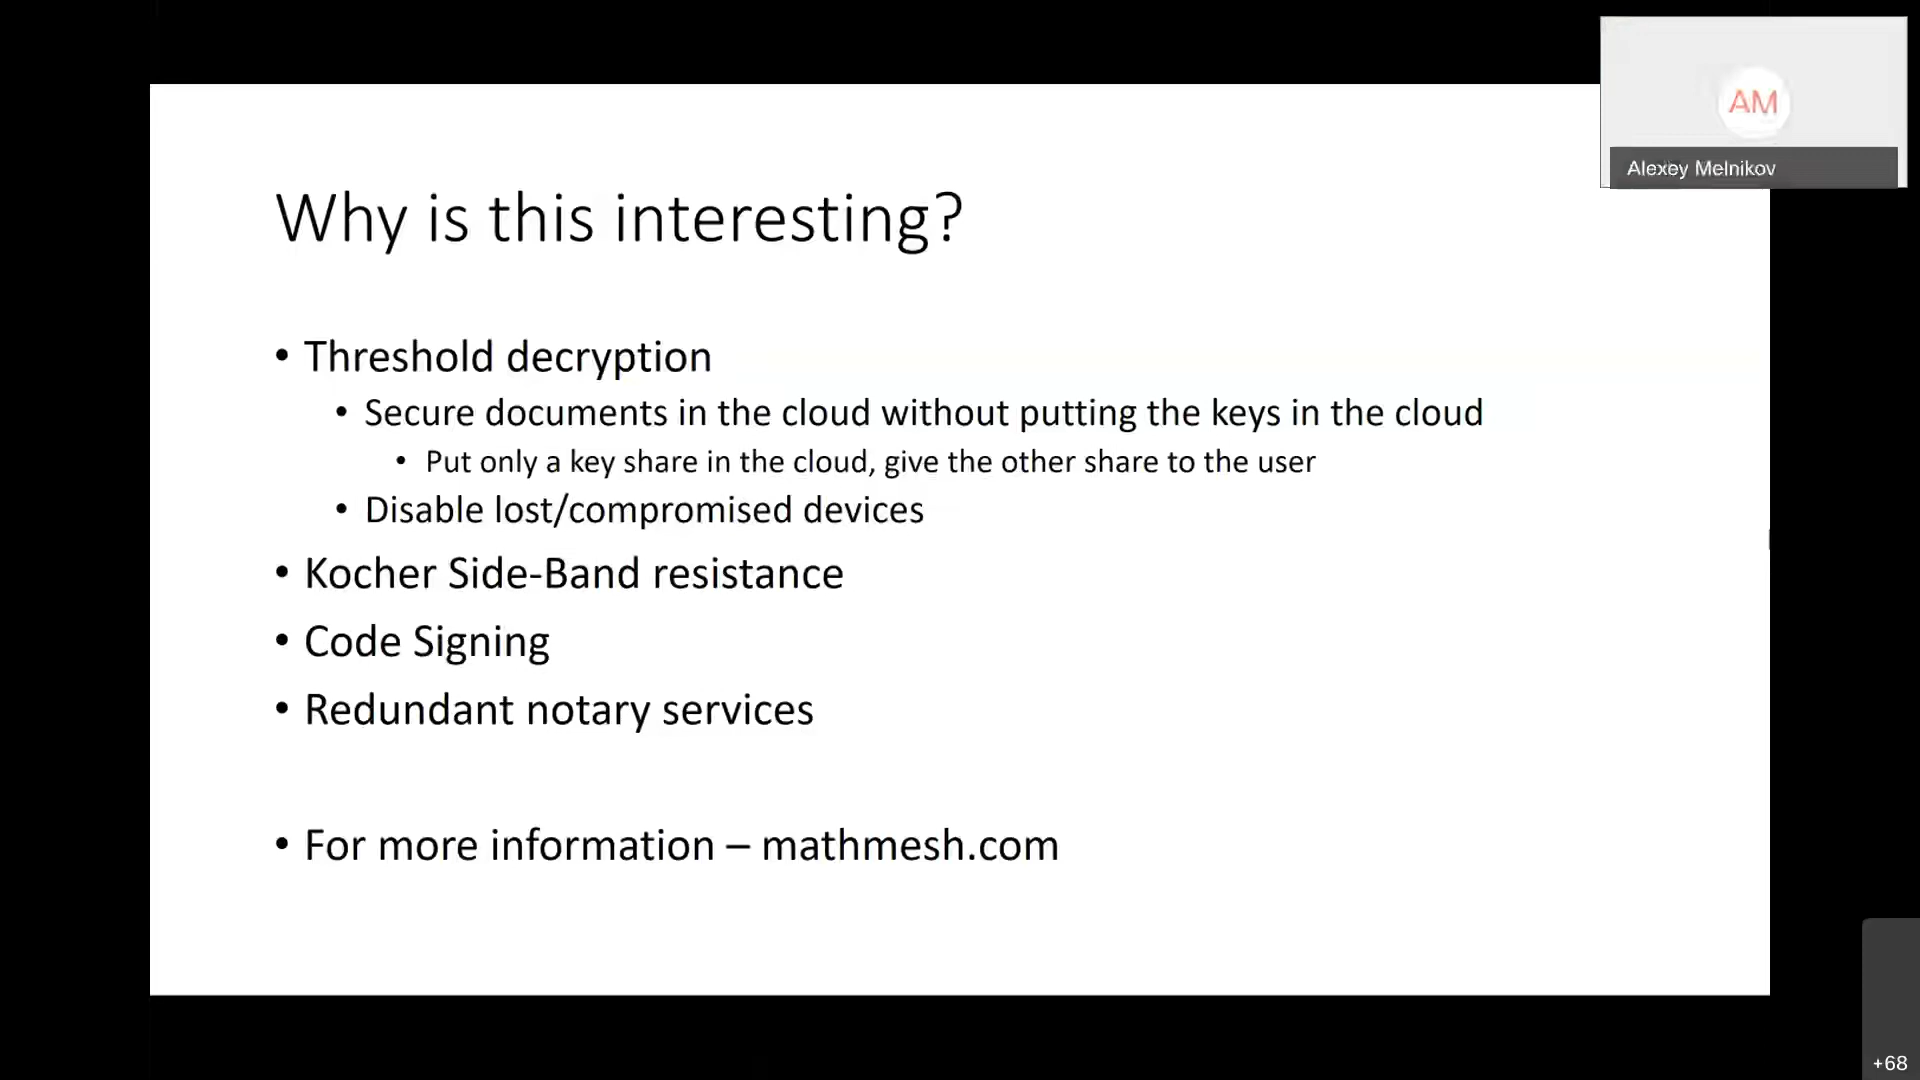 AM
Alexey Melnikov
Why is this interesting?
• Threshold decryption
• Secure documents in the cloud without putting the keys in the cloud
• Put only a key share in the cloud, give the other share to the user
• Disable lost/compromised devices
• Kocher Side-Band resistance
• Code Signing
• Redundant notary services
• For more information – mathmesh.com
+68